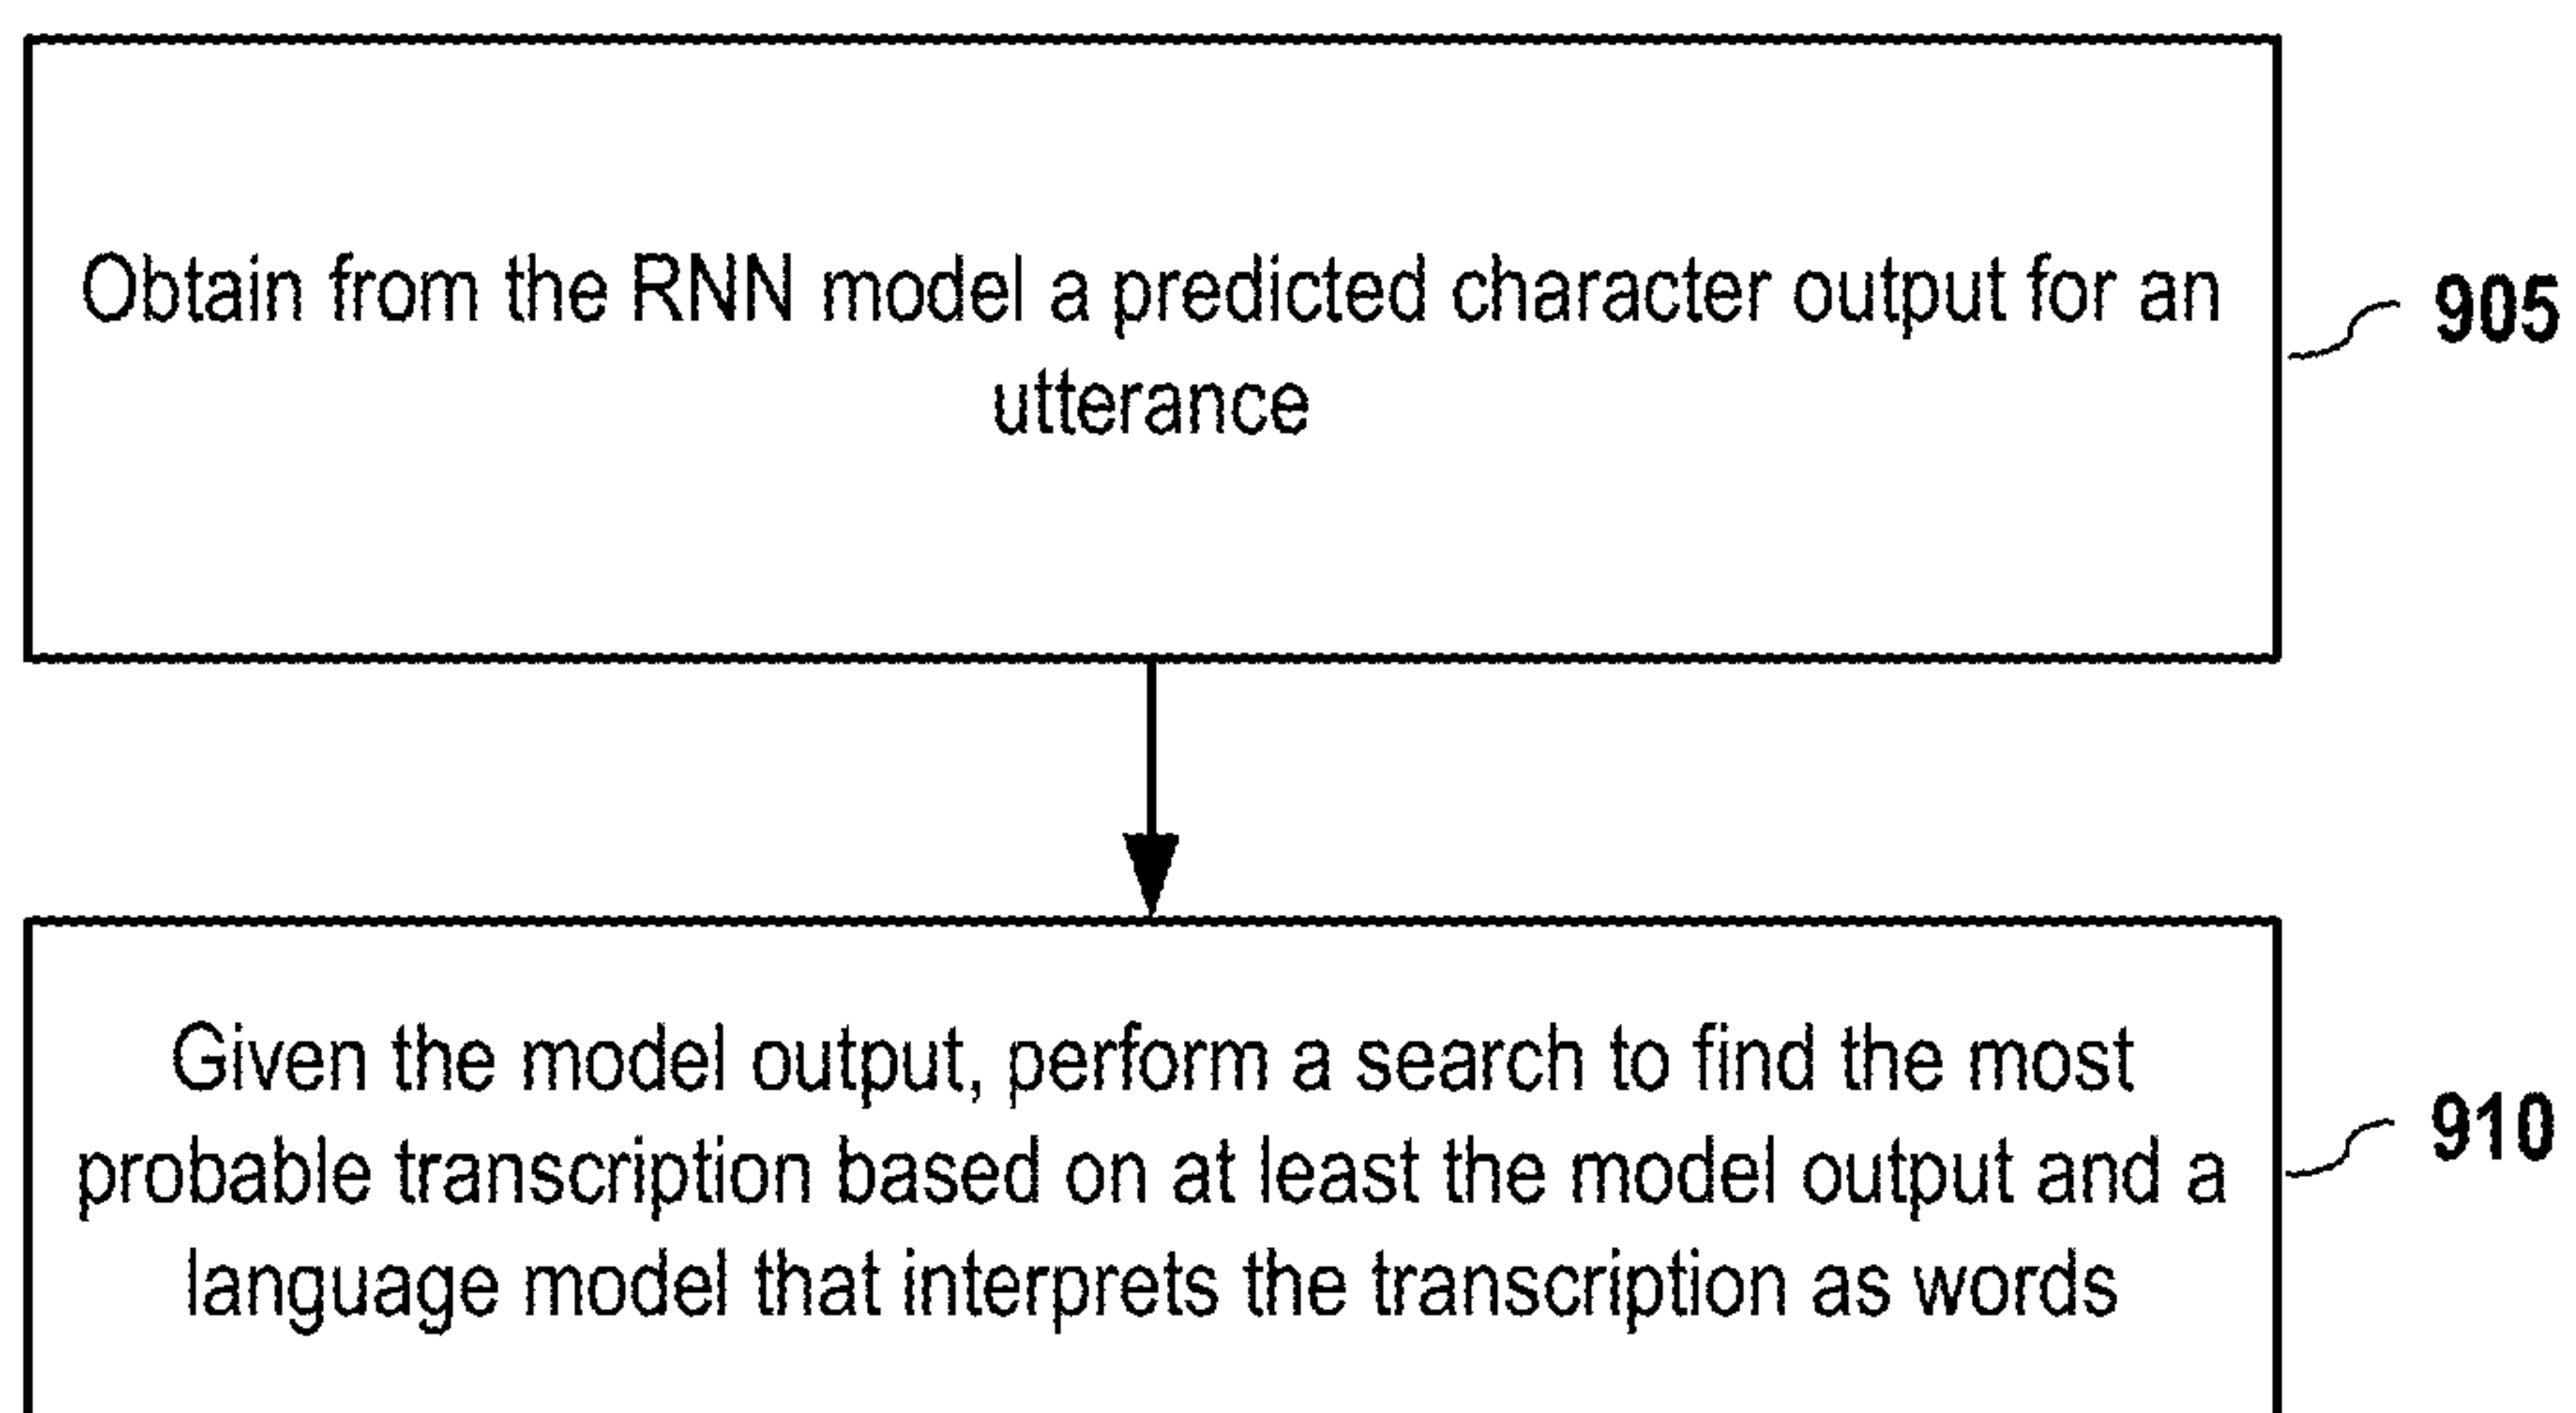 Obtain from the RNN model a predicted character output for an
utterance
905
Given the model output, perform a search to find the most
probable transcription based on at least the model output and a
language model that interprets the transcription as words
910